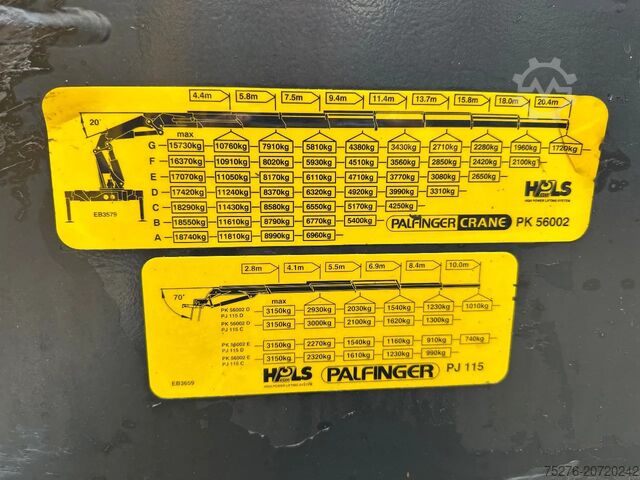 4.4m 5.8m 7.5m 9.4m 11.4m 13.7m 15.8m 18.0m 20.4m
20°
max
G 15730kg 10760kg 7910kg 5810kg 4380kg 3430kg 2710kg 2280kg 1960kg 1720kg
F 16370kg 10910kg 8020kg 5930kg 4510kg 3560kg 2850kg 2420kg 2100kg
E 17070kg 11050kg 8170kg 6110kg 4710kg 3770kg 3080kg 2650kg
D 17420kg 11240kg 8370kg 6320kg 4920kg 3990kg 3310kg
C 18290kg 11430kg 8580kg 6550kg 5170kg 4250kg
B 18550kg 11610kg 8790kg 6770kg 5400kg
A 18740kg 11810kg 8990kg 6960kg
EB3579
HPLS
HIGH POWER LIFTING SYSTEM
PALFINGER CRANE PK 56002
2.8m 4.1m 5.5m 6.9m 8.4m 10.0m
70°
max
PK 56002 D
PJ 115 D
3150kg 2930kg 2030kg 1540kg 1230kg 1010kg
PK 56002 D
PJ 115 C
3150kg 3000kg 2100kg 1620kg 1300kg
PK 56002 E
PJ 115 D
3150kg 2270kg 1540kg 1160kg 910kg 740kg
PK 56002 E
PJ 115 C
3150kg 2320kg 1610kg 1230kg 990kg
EB3659
HPLS
HIGH POWER LIFTING SYSTEM
PALFINGER PJ 115
75276-20720242